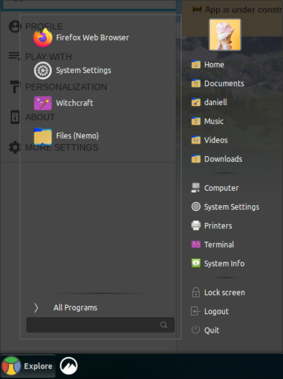 App is under constr
PROFILE
Firefox Web Browser
PLAY WITH
System Settings
PERSONALIZATION
Witchcraft
ABOUT
Files (Nemo)
MORE SETTINGS
All Programs
Home
Documents
daniell
Music
Videos
Downloads
Computer
System Settings
Printers
Terminal
System Info
Lock screen
Logout
Quit
Explore